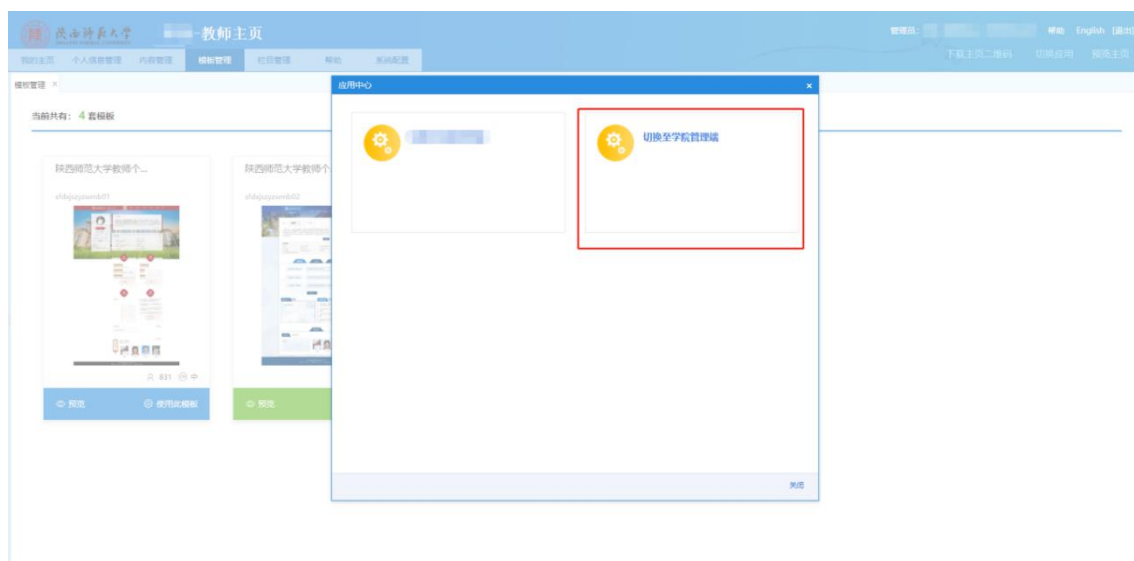 陕西师范大学
-教师主页
管理员:
帮助 English [退出]
下载主页二维码 切换应用 预览主页
我的主页 个人信息管理 内容管理 模板管理 栏目管理 帮助 系统配置
模板管理 ×
应用中心 ×
当前共有: 4 套模板
切换至学院管理端
陕西师范大学教师个...
陕西师范大学教师个
831 中
预览 使用此模板
预览
关闭